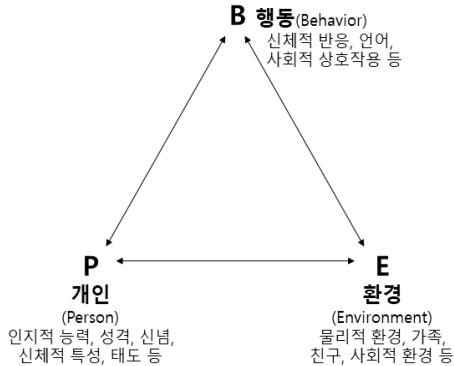 B 행동(Behavior)
신체적 반응, 언어,
사회적 상호작용 등
P
개인
(Person)
인지적 능력, 성격, 신념,
신체적 특성, 태도 등
E
환경
(Environment)
물리적 환경, 가족,
친구, 사회적 환경 등